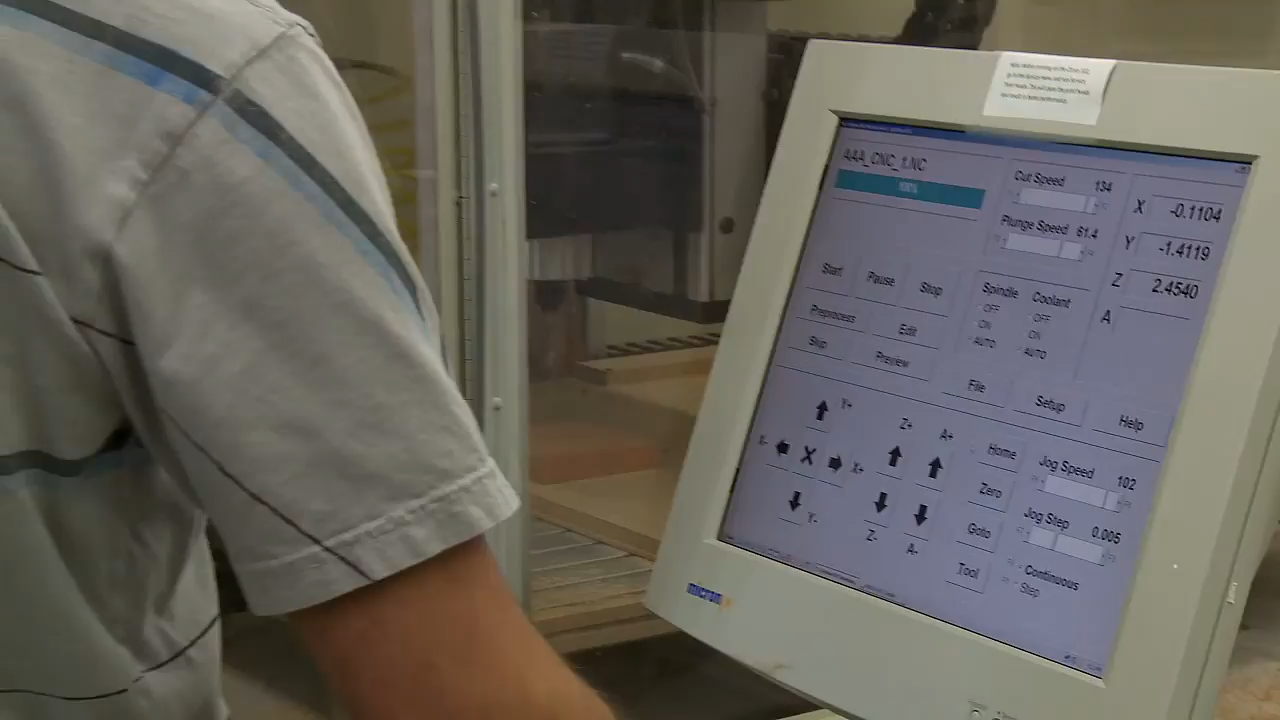 AAA_CNC_1.NC
100%
Cut Speed 134
Plunge Speed 61.4
X -0.1104
Y -1.4119
Z 2.4540
A
Start Pause Stop
Preprocess Edit
Skip Preview
Spindle Coolant
OFF OFF
ON ON
AUTO AUTO
File Setup Help
Y+
X- X+
Y-
Z+ A+
Z- A-
Home
Zero
Goto
Tool
Jog Speed 102
Jog Step 0.005
Continuous
Step
micron